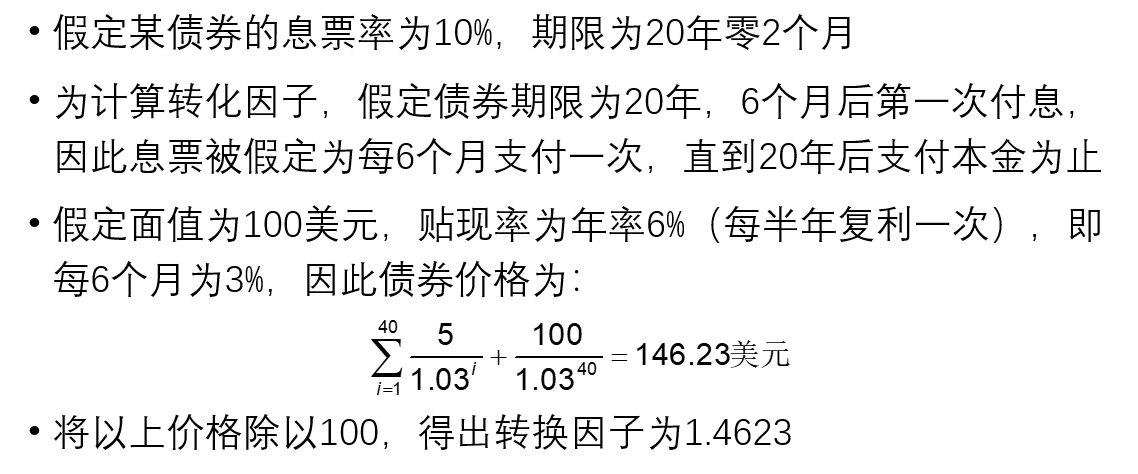 • 假定某债券的息票率为10%，期限为20年零2个月
• 为计算转化因子，假定债券期限为20年，6个月后第一次付息，
因此息票被假定为每6个月支付一次，直到20年后支付本金为止
• 假定面值为100美元，贴现率为年率6%（每半年复利一次），即
每6个月为3%，因此债券价格为：
$\sum_{i=1}^{40} \frac{5}{1.03^i} + \frac{100}{1.03^{40}} = 146.23$美元
• 将以上价格除以100，得出转换因子为1.4623